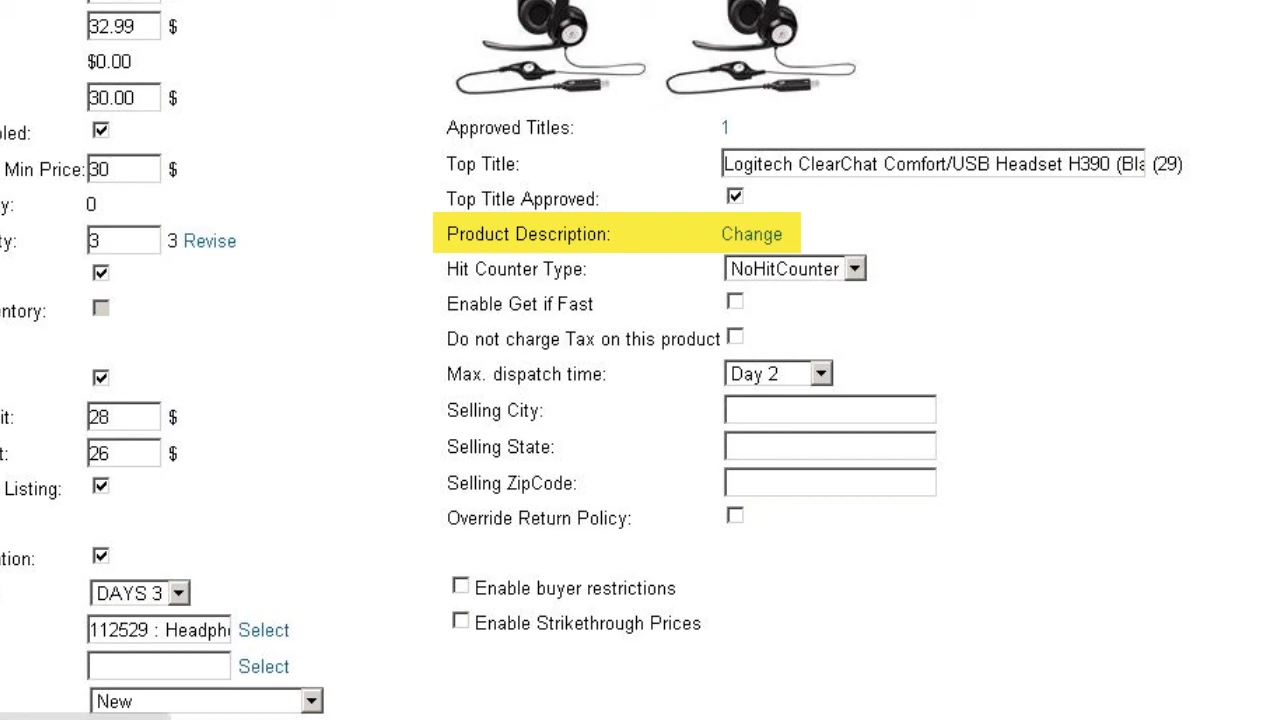 32.99 $
$0.00
30.00 $
oled:
Min Price: 30 $
y: 0
ty: 3 3 Revise
entory:
it: 28 $
t: 26 $
Listing:
tion:
DAYS 3
112529 : Headph Select
Select
New
Approved Titles: 1
Top Title: Logitech ClearChat Comfort/USB Headset H390 (Bla (29)
Top Title Approved:
Product Description: Change
Hit Counter Type: NoHitCounter
Enable Get if Fast
Do not charge Tax on this product
Max. dispatch time: Day 2
Selling City:
Selling State:
Selling ZipCode:
Override Return Policy:
Enable buyer restrictions
Enable Strikethrough Prices